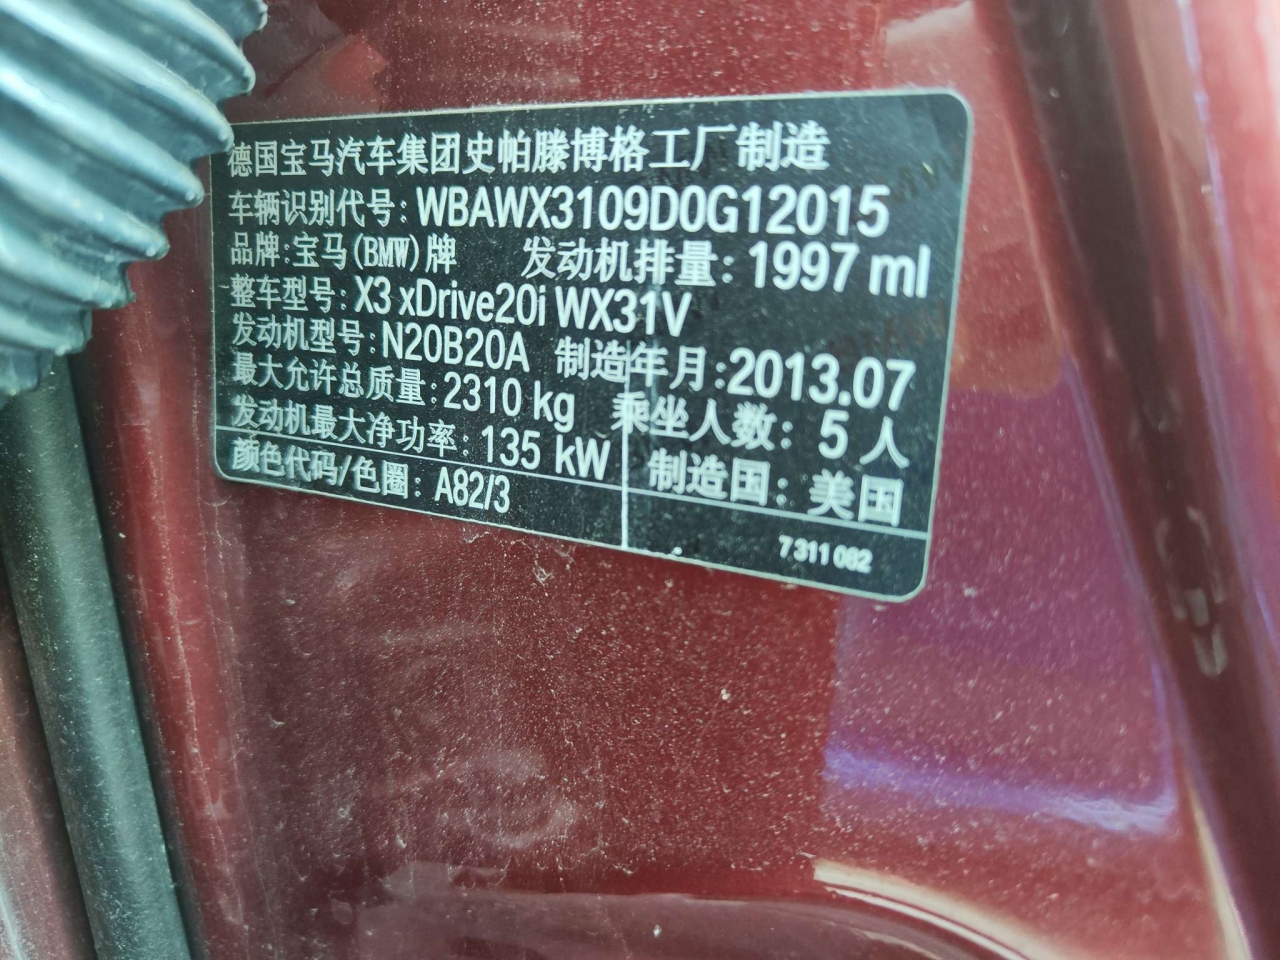 德国宝马汽车集团史帕滕博格工厂制造
车辆识别代号: WBAWX3109D0G12015
品牌: 宝马(BMW)牌 发动机排量: 1997 ml
整车型号: X3 xDrive20i WX31V
发动机型号: N20B20A 制造年月: 2013.07
最大允许总质量: 2310 kg 乘坐人数: 5 人
发动机最大净功率: 135 kW 制造国: 美国
颜色代码/色圈: A82/3
7 311 082